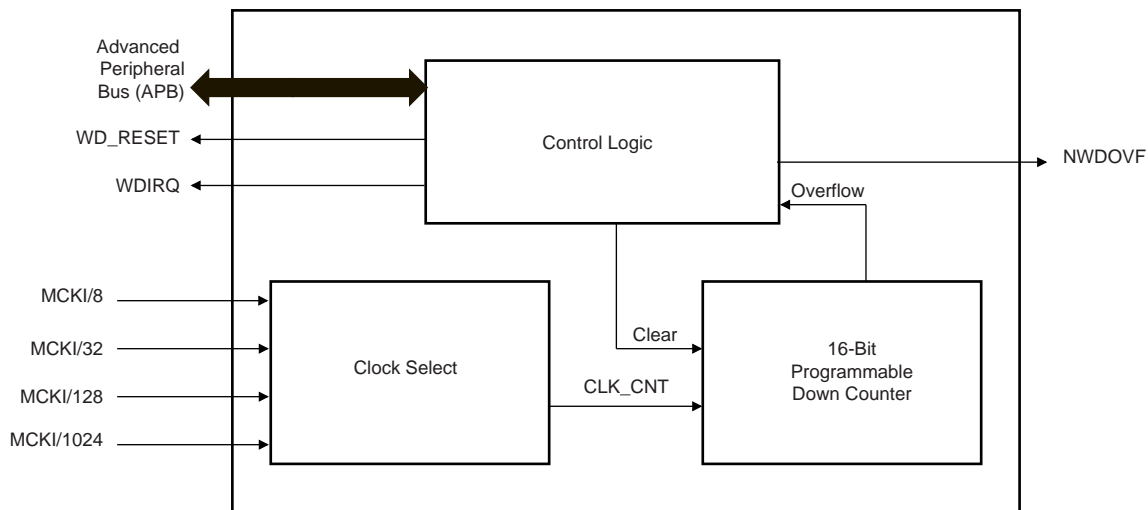 Advanced
Peripheral
Bus (APB)
WD_RESET
WDIRQ
Control Logic
NWDOVF
Overflow
MCKI/8
MCKI/32
MCKI/128
MCKI/1024
Clock Select
Clear
CLK_CNT
16-Bit
Programmable
Down Counter